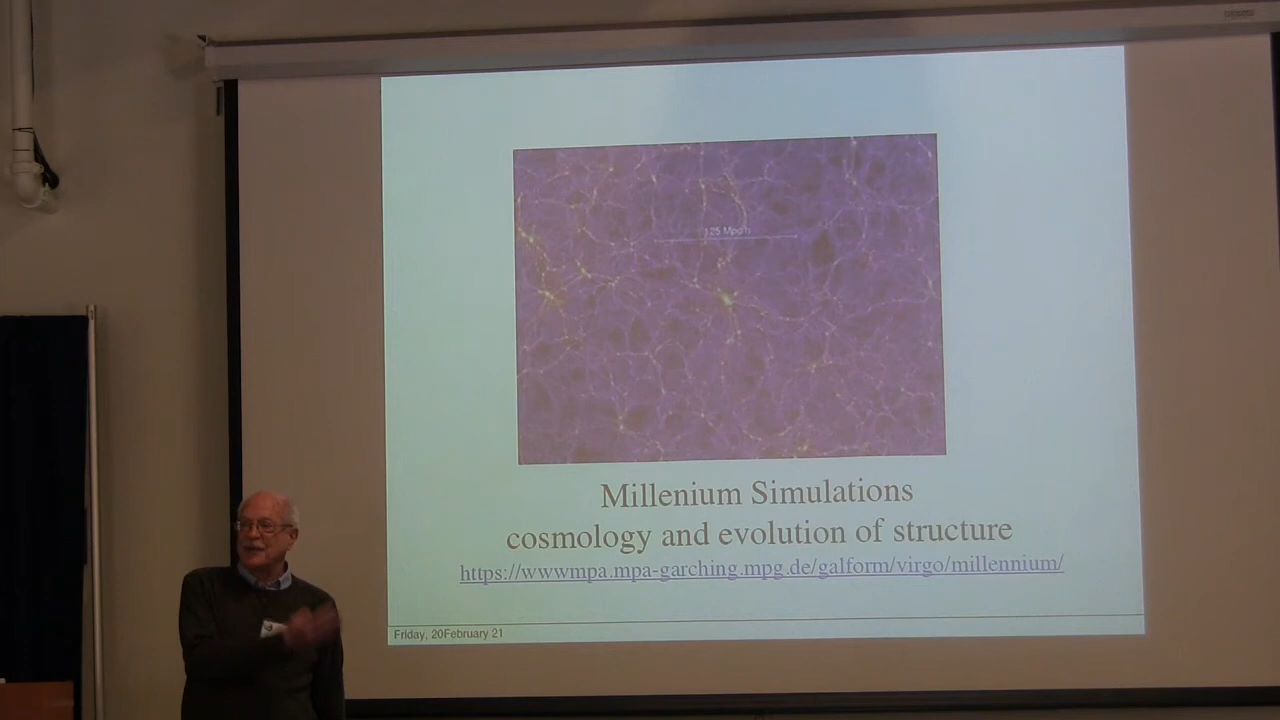 125 Mpc/h
Millenium Simulations
cosmology and evolution of structure
https://wwwmpa.mpa-garching.mpg.de/galform/virgo/millennium/
Friday, 20February 21